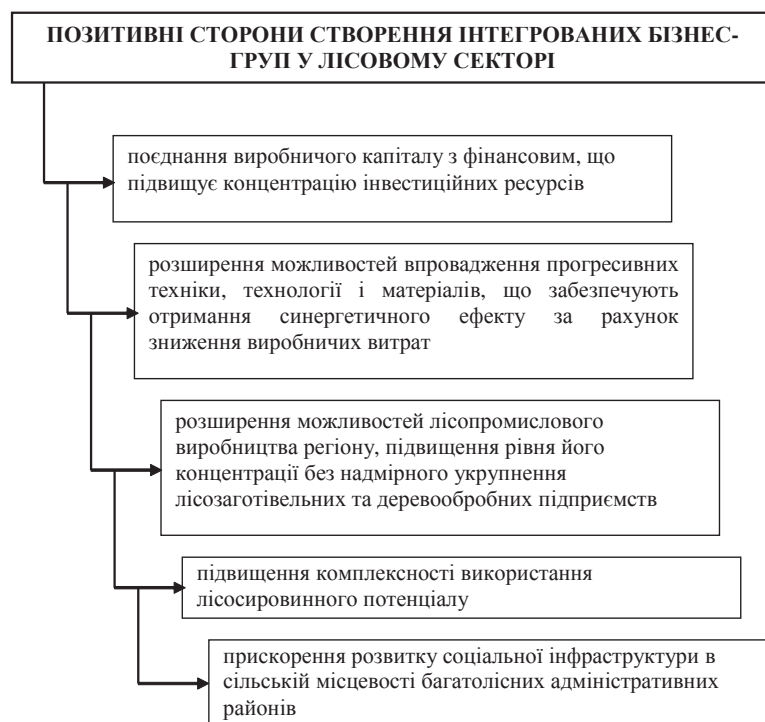 ПОЗИТИВНІ СТОРОНИ СТВОРЕННЯ ІНТЕГРОВАНИХ БІЗНЕС-
ГРУП У ЛІСОВОМУ СЕКТОРІ
поєднання виробничого капіталу з фінансовим, що
підвищує концентрацію інвестиційних ресурсів
розширення можливостей впровадження прогресивних
техніки, технології і матеріалів, що забезпечують
отримання синергетичного ефекту за рахунок
зниження виробничих витрат
розширення можливостей лісопромислового
виробництва регіону, підвищення рівня його
концентрації без надмірного укрупнення
лісозаготівельних та деревообробних підприємств
підвищення комплексності використання
лісосировинного потенціалу
прискорення розвитку соціальної інфраструктури в
сільській місцевості багатолісних адміністративних
районів